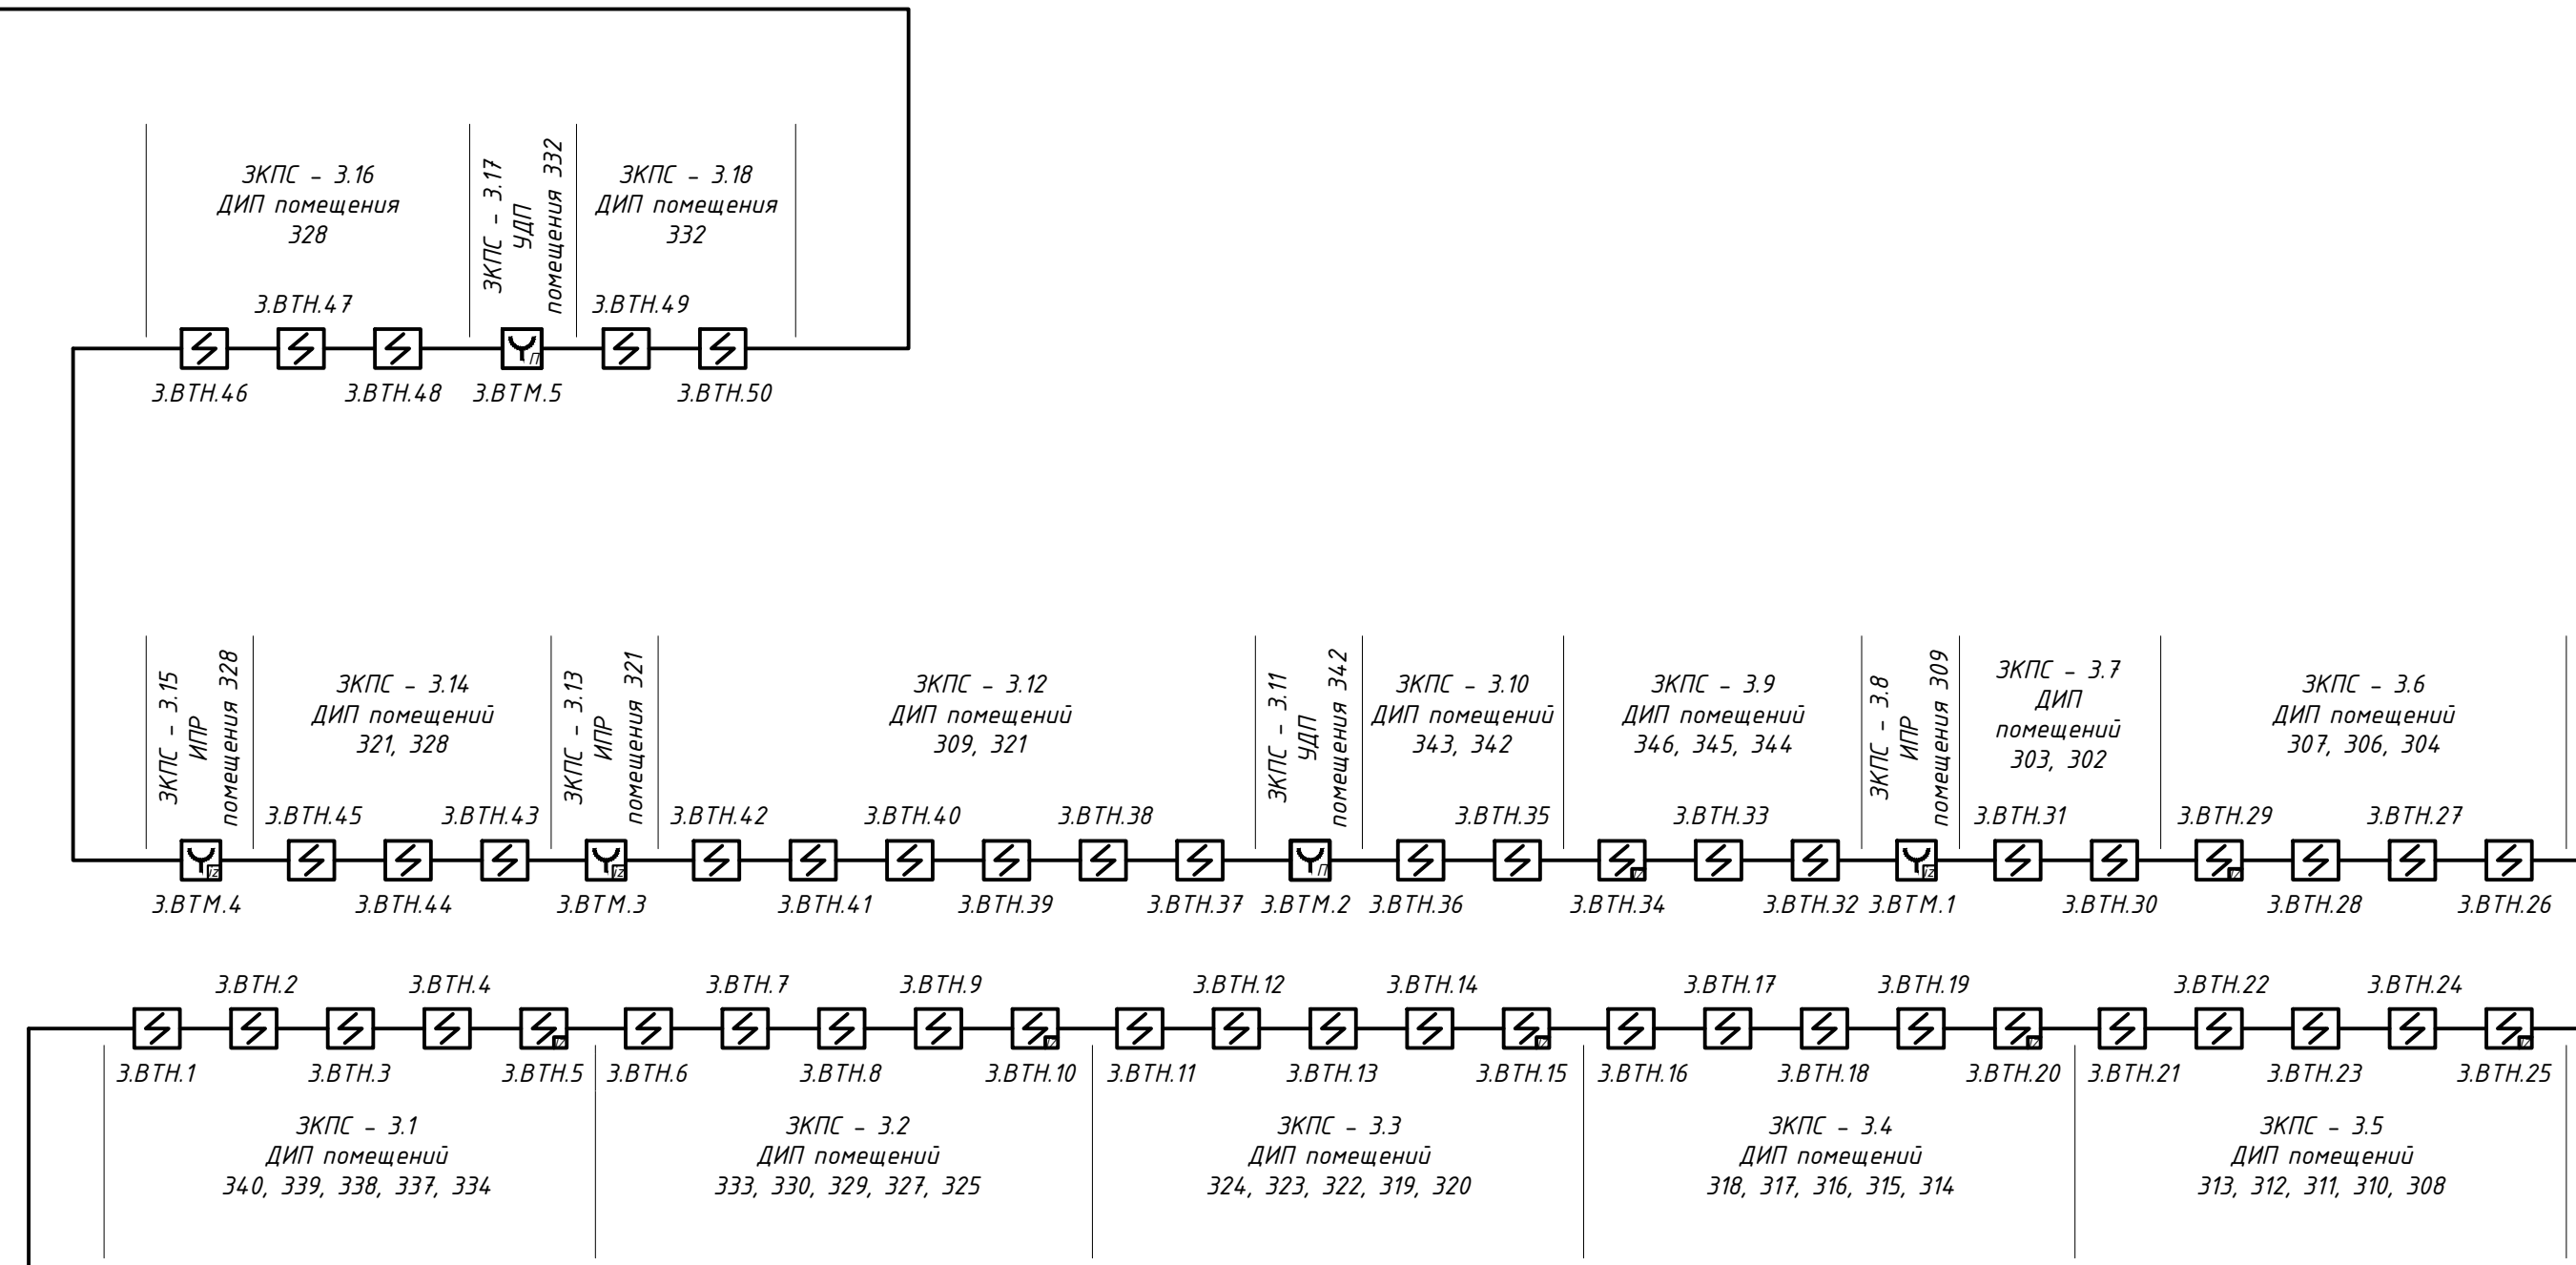 ЗКПС - 3.16
ДИП помещения
328
ЗКПС - 3.17
УДП
помещения 332
ЗКПС - 3.18
ДИП помещения
332
3.ВТН.47
3.ВТН.49
П
3.ВТН.46
3.ВТН.48
3.ВТМ.5
3.ВТН.50
ЗКПС - 3.15
ИПР
помещения 328
ЗКПС - 3.14
ДИП помещений
321, 328
ЗКПС - 3.13
ИПР
помещения 321
ЗКПС - 3.12
ДИП помещений
309, 321
ЗКПС - 3.11
УДП
помещения 342
ЗКПС - 3.10
ДИП помещений
343, 342
ЗКПС - 3.9
ДИП помещений
346, 345, 344
ЗКПС - 3.8
ИПР
помещения 309
ЗКПС - 3.7
ДИП
помещений
303, 302
ЗКПС - 3.6
ДИП помещений
307, 306, 304
3.ВТН.45
3.ВТН.43
3.ВТН.42
3.ВТН.40
3.ВТН.38
3.ВТН.35
3.ВТН.33
3.ВТН.31
3.ВТН.29
3.ВТН.27
IZ
IZ
П
IZ
IZ
IZ
3.ВТМ.4
3.ВТН.44
3.ВТМ.3
3.ВТН.41
3.ВТН.39
3.ВТН.37
3.ВТМ.2
3.ВТН.36
3.ВТН.34
3.ВТН.32
3.ВТМ.1
3.ВТН.30
3.ВТН.28
3.ВТН.26
3.ВТН.2
3.ВТН.4
3.ВТН.7
3.ВТН.9
3.ВТН.12
3.ВТН.14
3.ВТН.17
3.ВТН.19
3.ВТН.22
3.ВТН.24
IZ
IZ
IZ
IZ
IZ
3.ВТН.1
3.ВТН.3
3.ВТН.5
3.ВТН.6
3.ВТН.8
3.ВТН.10
3.ВТН.11
3.ВТН.13
3.ВТН.15
3.ВТН.16
3.ВТН.18
3.ВТН.20
3.ВТН.21
3.ВТН.23
3.ВТН.25
ЗКПС - 3.1
ДИП помещений
340, 339, 338, 337, 334
ЗКПС - 3.2
ДИП помещений
333, 330, 329, 327, 325
ЗКПС - 3.3
ДИП помещений
324, 323, 322, 319, 320
ЗКПС - 3.4
ДИП помещений
318, 317, 316, 315, 314
ЗКПС - 3.5
ДИП помещений
313, 312, 311, 310, 308